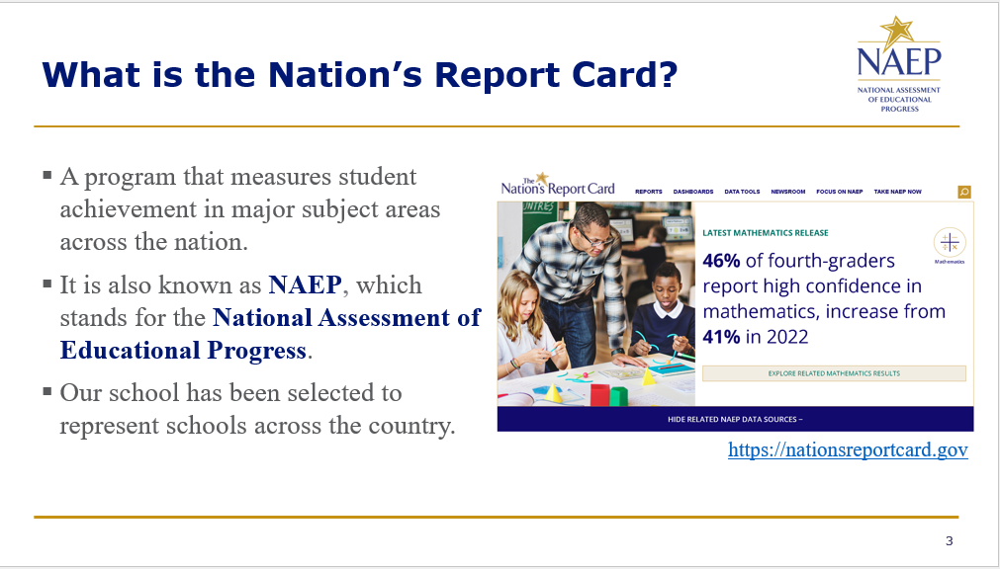 What is the Nation's Report Card?
NAEP
NATIONAL ASSESSMENT
OF EDUCATIONAL
PROGRESS
▪ A program that measures student
achievement in major subject areas
across the nation.
▪ It is also known as NAEP, which
stands for the National Assessment of
Educational Progress.
▪ Our school has been selected to
represent schools across the country.
The
Nation's Report Card
REPORTS DASHBOARDS DATA TOOLS NEWSROOM FOCUS ON NAEP TAKE NAEP NOW
LATEST MATHEMATICS RELEASE
Mathematics
46% of fourth-graders
report high confidence in
mathematics, increase from
41% in 2022
EXPLORE RELATED MATHEMATICS RESULTS
HIDE RELATED NAEP DATA SOURCES –
https://nationsreportcard.gov
3